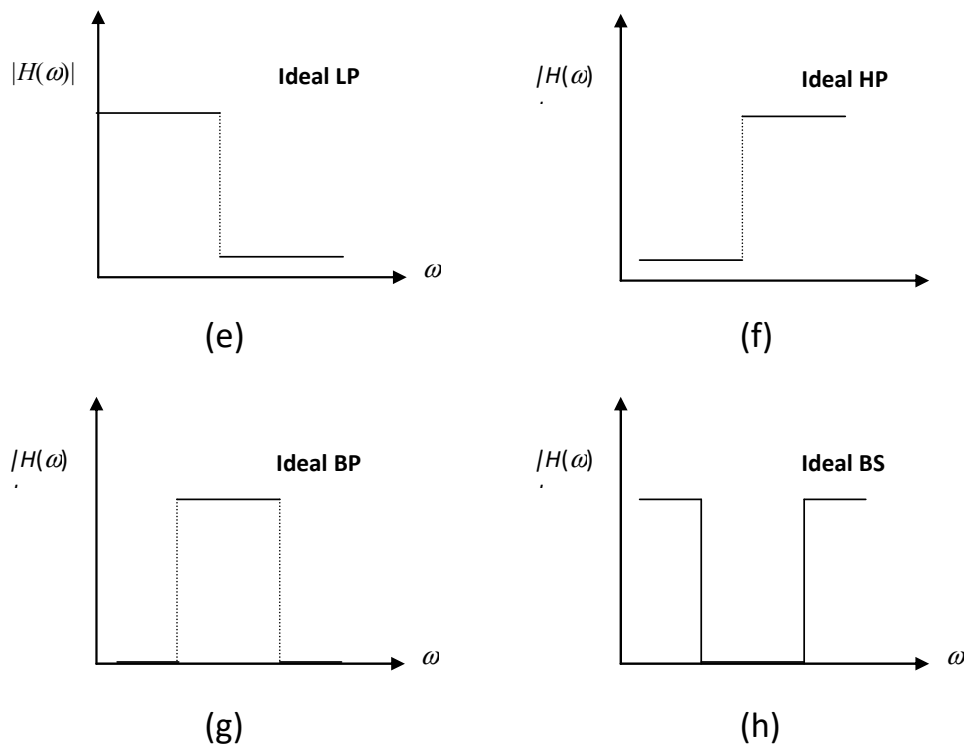 |H(ω)|
Ideal LP
ω
(e)
|H(ω)
Ideal HP
(f)
|H(ω)
Ideal BP
ω
(g)
|H(ω)
Ideal BS
ω
(h)